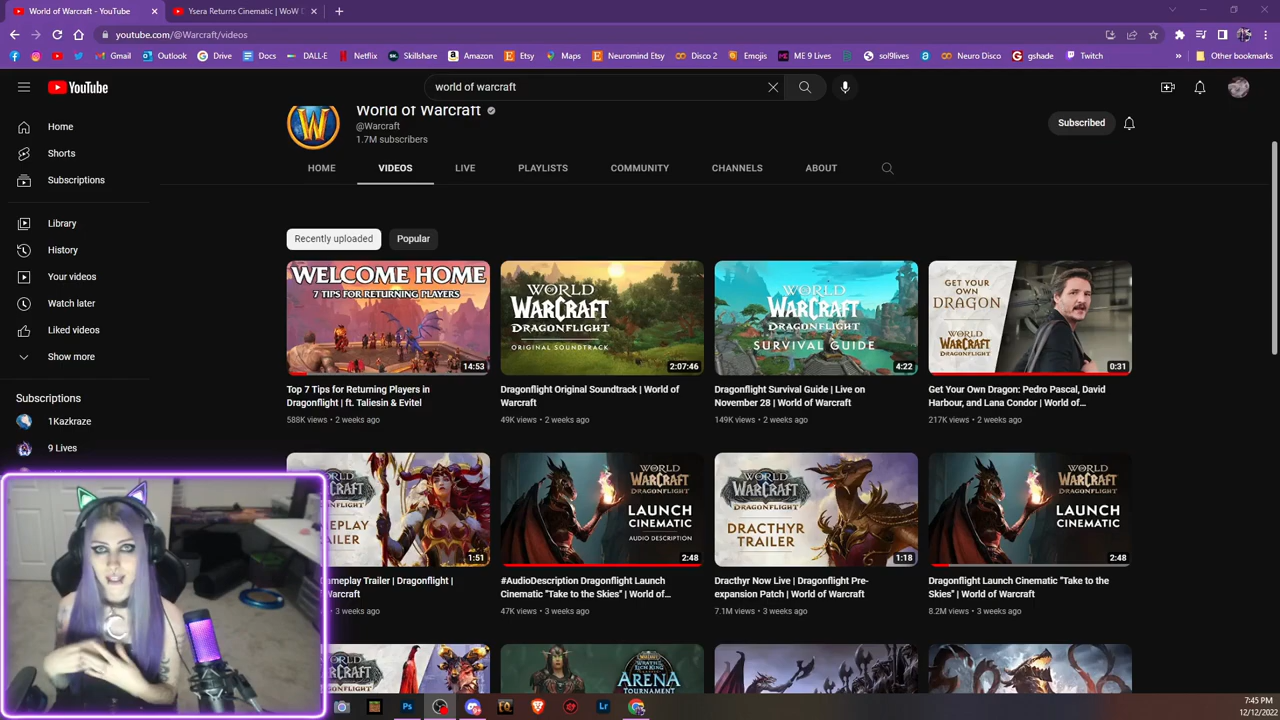 World of Warcraft - YouTube
Ysera Returns Cinematic | WoW D
youtube.com/@Warcraft/videos
Gmail
Outlook
Drive
Docs
DALL-E
Netflix
Skillshare
Amazon
Etsy
Maps
Neuromind Etsy
Disco 2
Emojis
ME 9 Lives
sol9lives
Neuro Disco
gshade
Twitch
Other bookmarks
YouTube
world of warcraft
World of Warcraft
@Warcraft
1.7M subscribers
Subscribed
HOME
VIDEOS
LIVE
PLAYLISTS
COMMUNITY
CHANNELS
ABOUT
Home
Shorts
Subscriptions
Library
History
Your videos
Watch later
Liked videos
Show more
Subscriptions
1Kazkraze
9 Lives
Recently uploaded
Popular
WELCOME HOME
7 TIPS FOR RETURNING PLAYERS
14:53
Top 7 Tips for Returning Players in
Dragonflight | ft. Taliesin & Evitel
588K views • 2 weeks ago
WORLD
WARCRAFT
DRAGONFLIGHT
ORIGINAL SOUNDTRACK
2:07:46
Dragonflight Original Soundtrack | World of
Warcraft
49K views • 2 weeks ago
WORLD
WARCRAFT
DRAGONFLIGHT
SURVIVAL GUIDE
4:22
Dragonflight Survival Guide | Live on
November 28 | World of Warcraft
149K views • 2 weeks ago
GET YOUR
OWN
DRAGON
WORLD
WARCRAFT
DRAGONFLIGHT
0:31
Get Your Own Dragon: Pedro Pascal, David
Harbour, and Lana Condor | World of...
217K views • 2 weeks ago
1:51
ameplay Trailer | Dragonflight |
Warcraft
3 weeks ago
WORLD
WARCRAFT
DRAGONFLIGHT
LAUNCH
CINEMATIC
AUDIO DESCRIPTION
2:48
#AudioDescription Dragonflight Launch
Cinematic "Take to the Skies" | World of...
47K views • 3 weeks ago
WORLD
WARCRAFT
DRAGONFLIGHT
DRACTHYR
TRAILER
1:18
Dracthyr Now Live | Dragonflight Pre-
expansion Patch | World of Warcraft
7.1M views • 3 weeks ago
WORLD
WARCRAFT
DRAGONFLIGHT
LAUNCH
CINEMATIC
2:48
Dragonflight Launch Cinematic "Take to the
Skies" | World of Warcraft
8.2M views • 3 weeks ago
ARENA
TOURNAMENT
7:45 PM
12/12/2022